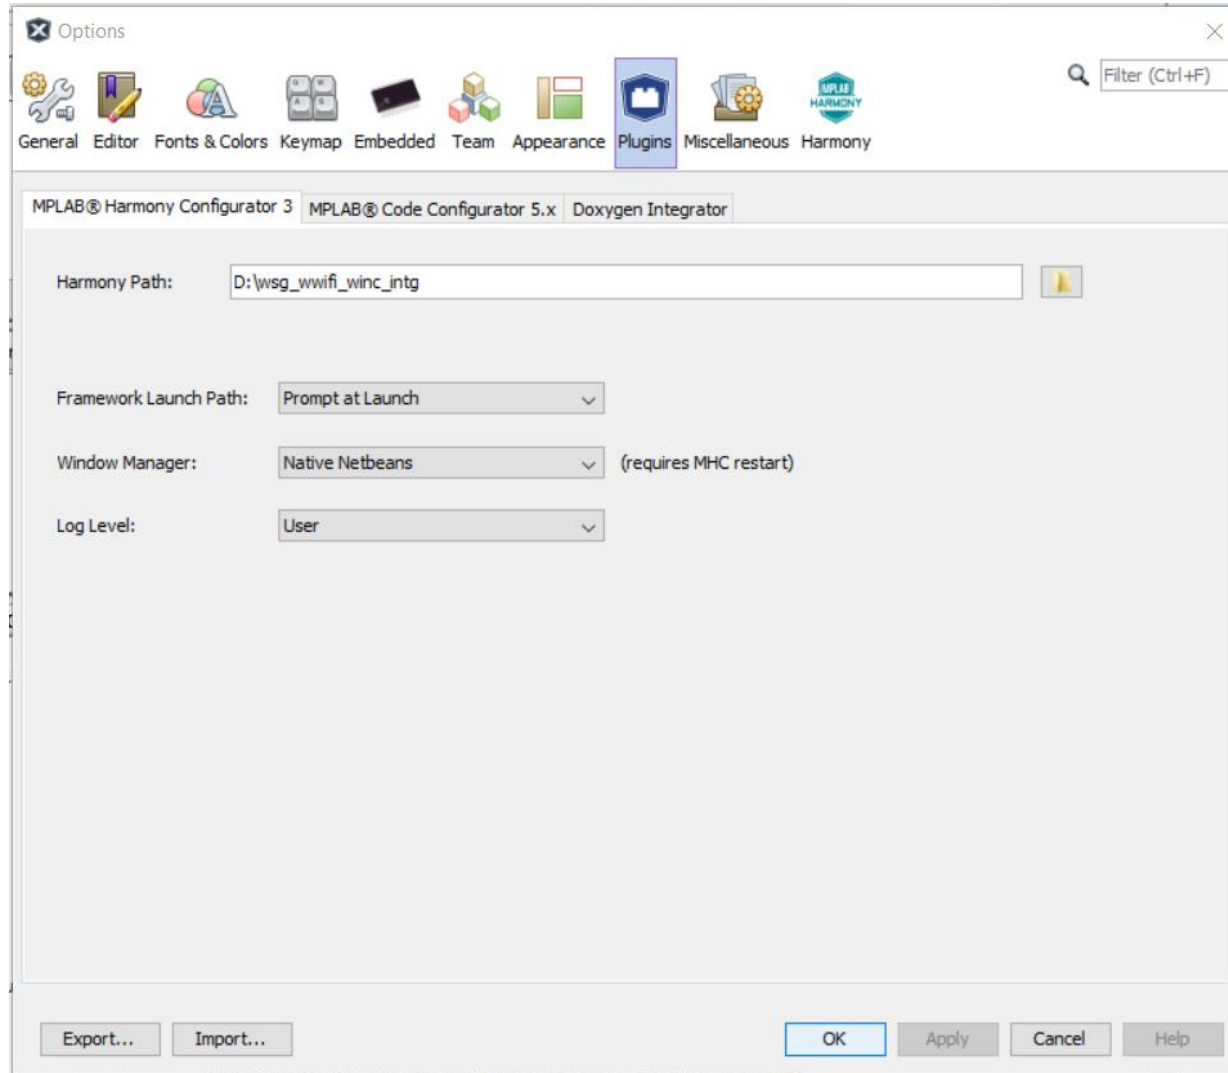 Options
Filter (Ctrl+F)
MPLAB HARMONY
General Editor Fonts & Colors Keymap Embedded Team Appearance Plugins Miscellaneous Harmony
MPLAB® Harmony Configurator 3 MPLAB® Code Configurator 5.x Doxygen Integrator
Harmony Path: D:\wsg_wwifi_winc_intg
Framework Launch Path: Prompt at Launch
Window Manager: Native Netbeans (requires MHC restart)
Log Level: User
Export... Import... OK Apply Cancel Help